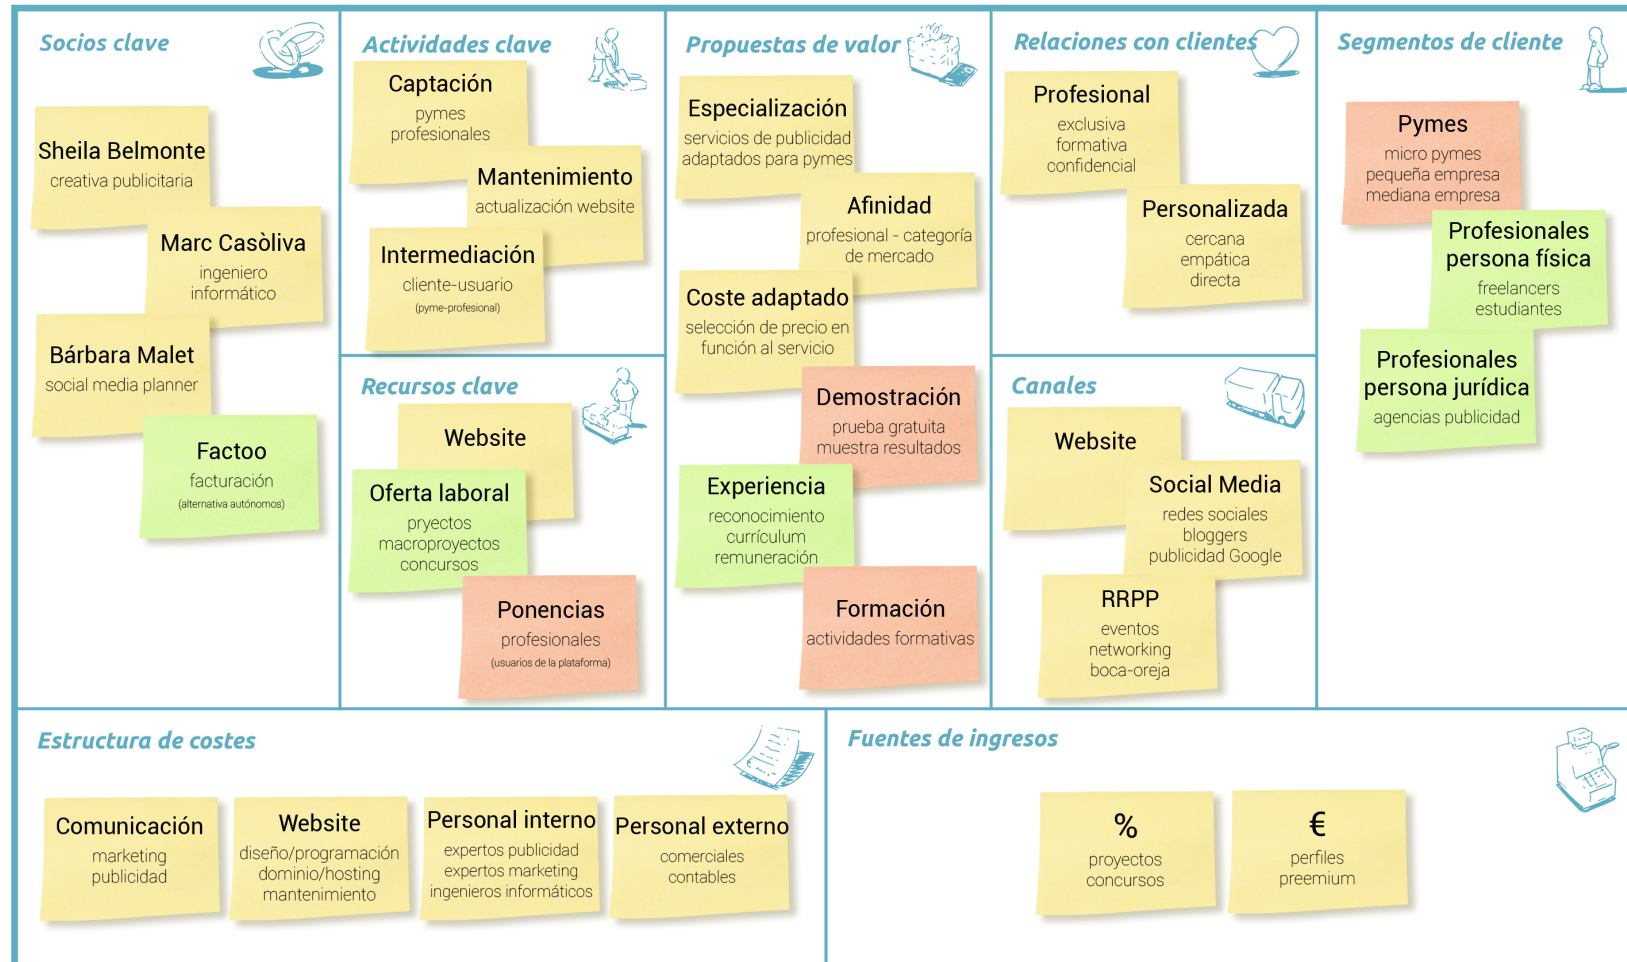 Socios clave
Sheila Belmonte
creativa publicitaria
Marc Casòliva
ingeniero
informático
Bárbara Malet
social media planner
Factoo
facturación
(alternativa autónomos)
Actividades clave
Captación
pymes
profesionales
Mantenimiento
actualización website
Intermediación
cliente-usuario
(pyme-profesional)
Recursos clave
Website
Oferta laboral
pryectos
macroproyectos
concursos
Ponencias
profesionales
(usuarios de la plataforma)
Propuestas de valor
Especialización
servicios de publicidad
adaptados para pymes
Afinidad
profesional - categoría
de mercado
Coste adaptado
selección de precio en
función al servicio
Demostración
prueba gratuita
muestra resultados
Experiencia
reconocimiento
currículum
remuneración
Formación
actividades formativas
Relaciones con clientes
Profesional
exclusiva
formativa
confidencial
Personalizada
cercana
empática
directa
Canales
Website
Social Media
redes sociales
bloggers
publicidad Google
RRPP
eventos
networking
boca-oreja
Segmentos de cliente
Pymes
micro pymes
pequeña empresa
mediana empresa
Profesionales
persona física
freelancers
estudiantes
Profesionales
persona jurídica
agencias publicidad
Estructura de costes
Comunicación
marketing
publicidad
Website
diseño/programación
dominio/hosting
mantenimiento
Personal interno
expertos publicidad
expertos marketing
ingenieros informáticos
Personal externo
comerciales
contables
Fuentes de ingresos
%
proyectos
concursos
€
perfiles
preemium